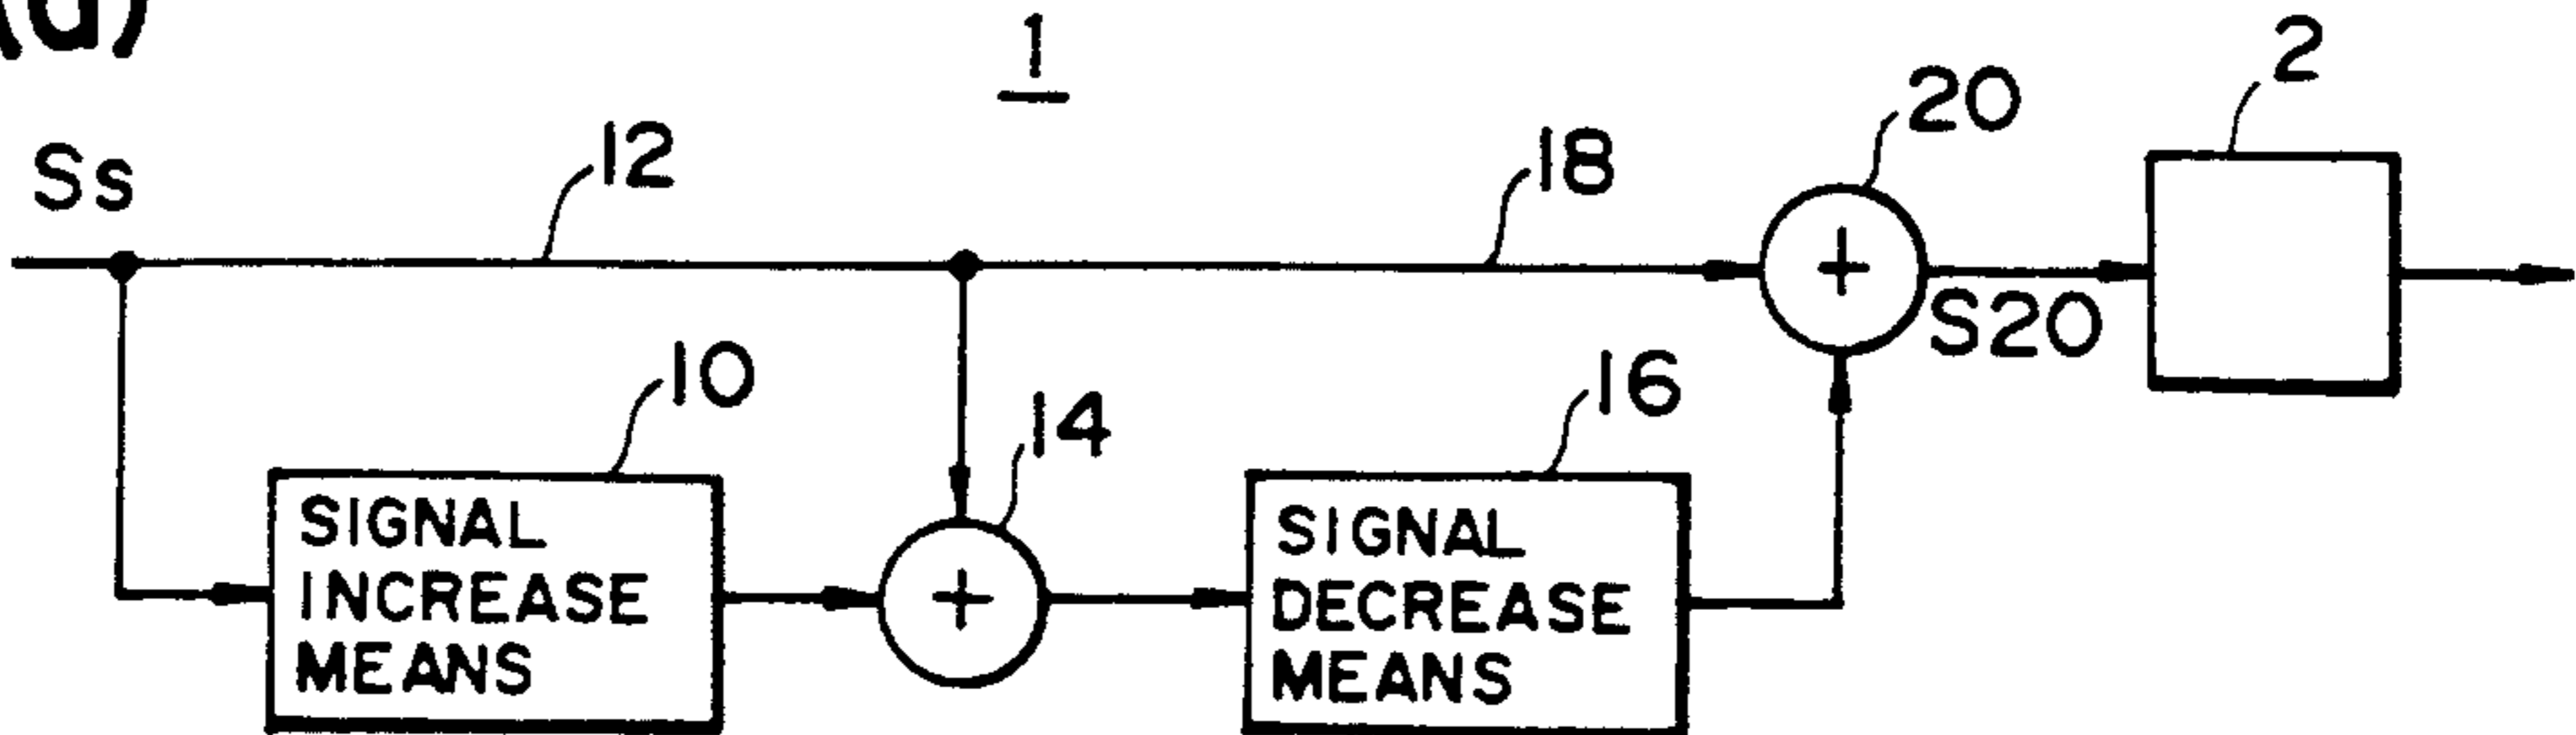 (d)
1
2
20
Ss
12
18
S20
10
14
16
+
SIGNAL
INCREASE
MEANS
+
SIGNAL
DECREASE
MEANS